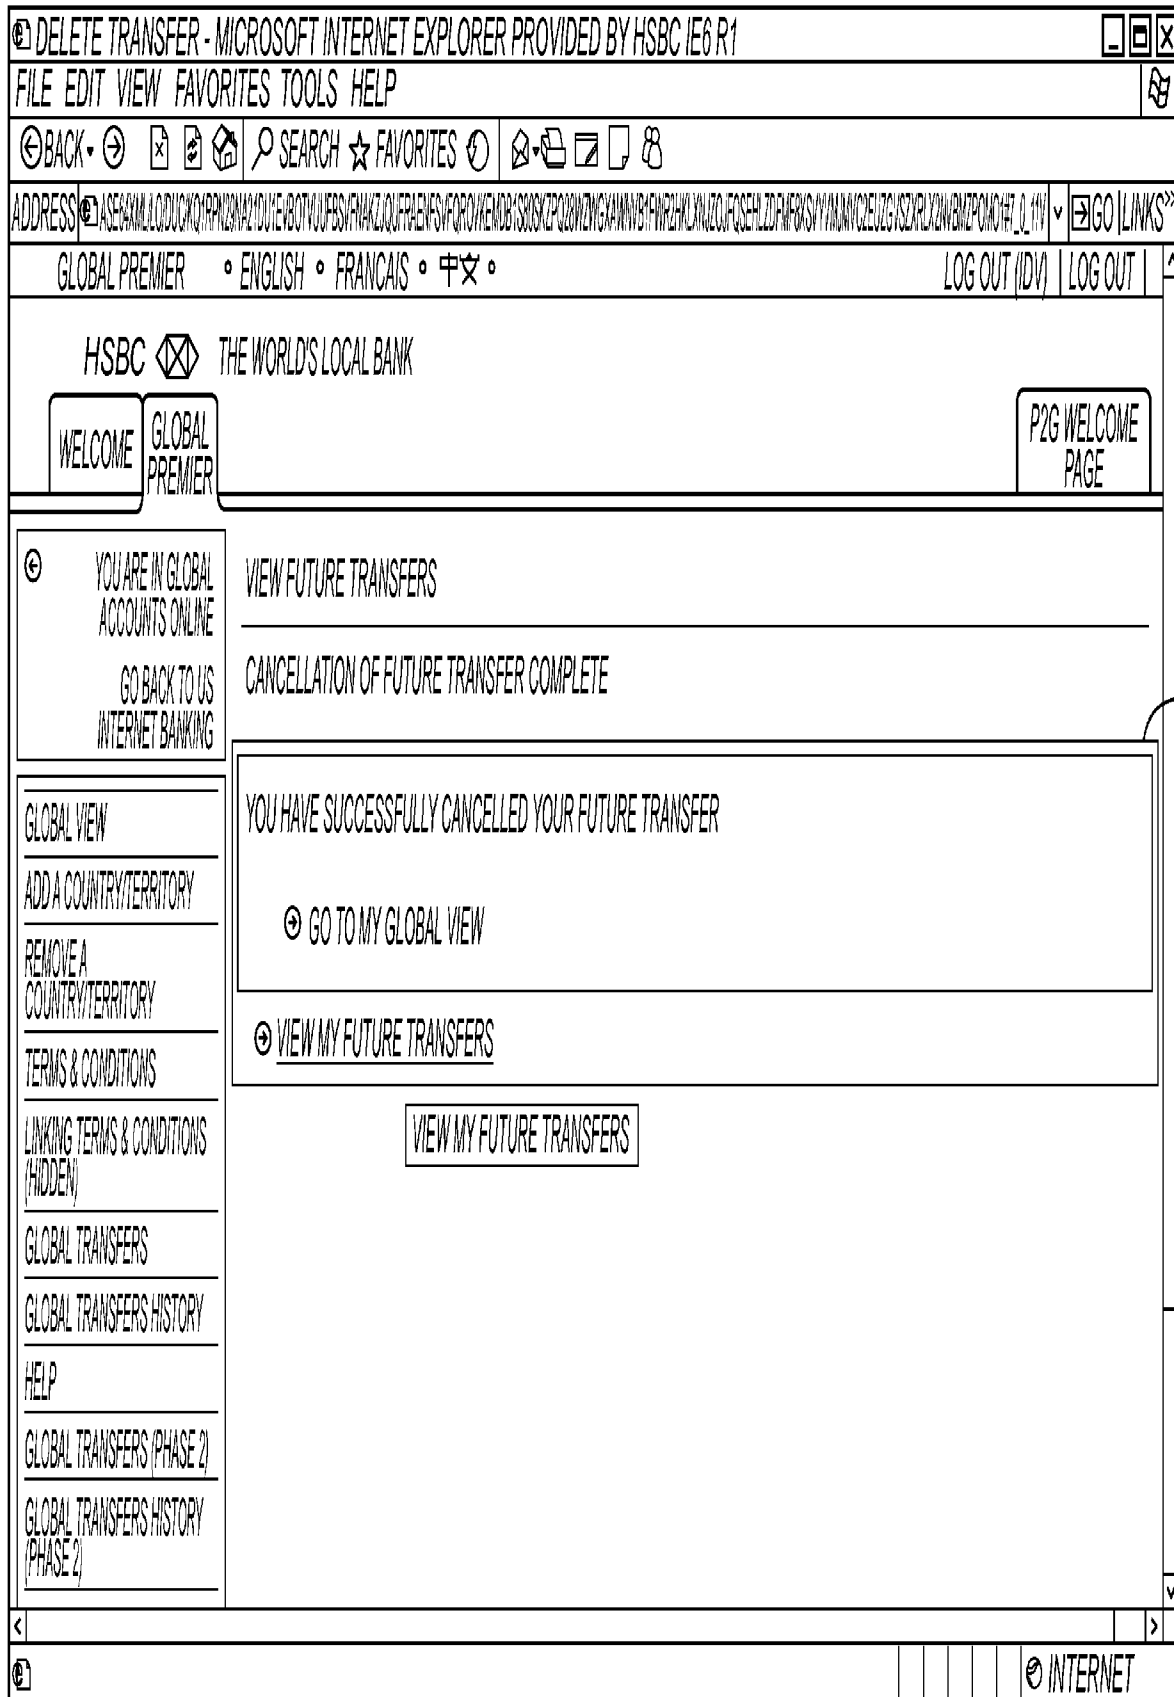 DELETE TRANSFER - MICROSOFT INTERNET EXPLORER PROVIDED BY HSBC IE6 R1
FILE EDIT VIEW FAVORITES TOOLS HELP
BACK SEARCH FAVORITES
ADDRESS GO LINKS»
GLOBAL PREMIER • ENGLISH • FRANCAIS • 中文 • LOG OUT (IDV) | LOG OUT |
HSBC THE WORLD'S LOCAL BANK
WELCOME
GLOBAL
PREMIER
P2G WELCOME
PAGE
YOU ARE IN GLOBAL
ACCOUNTS ONLINE
GO BACK TO US
INTERNET BANKING
GLOBAL VIEW
ADD A COUNTRY/TERRITORY
REMOVE A
COUNTRY/TERRITORY
TERMS & CONDITIONS
LINKING TERMS & CONDITIONS
(HIDDEN)
GLOBAL TRANSFERS
GLOBAL TRANSFERS HISTORY
HELP
GLOBAL TRANSFERS (PHASE 2)
GLOBAL TRANSFERS HISTORY
(PHASE 2)
VIEW FUTURE TRANSFERS
CANCELLATION OF FUTURE TRANSFER COMPLETE
YOU HAVE SUCCESSFULLY CANCELLED YOUR FUTURE TRANSFER
GO TO MY GLOBAL VIEW
VIEW MY FUTURE TRANSFERS
VIEW MY FUTURE TRANSFERS
INTERNET